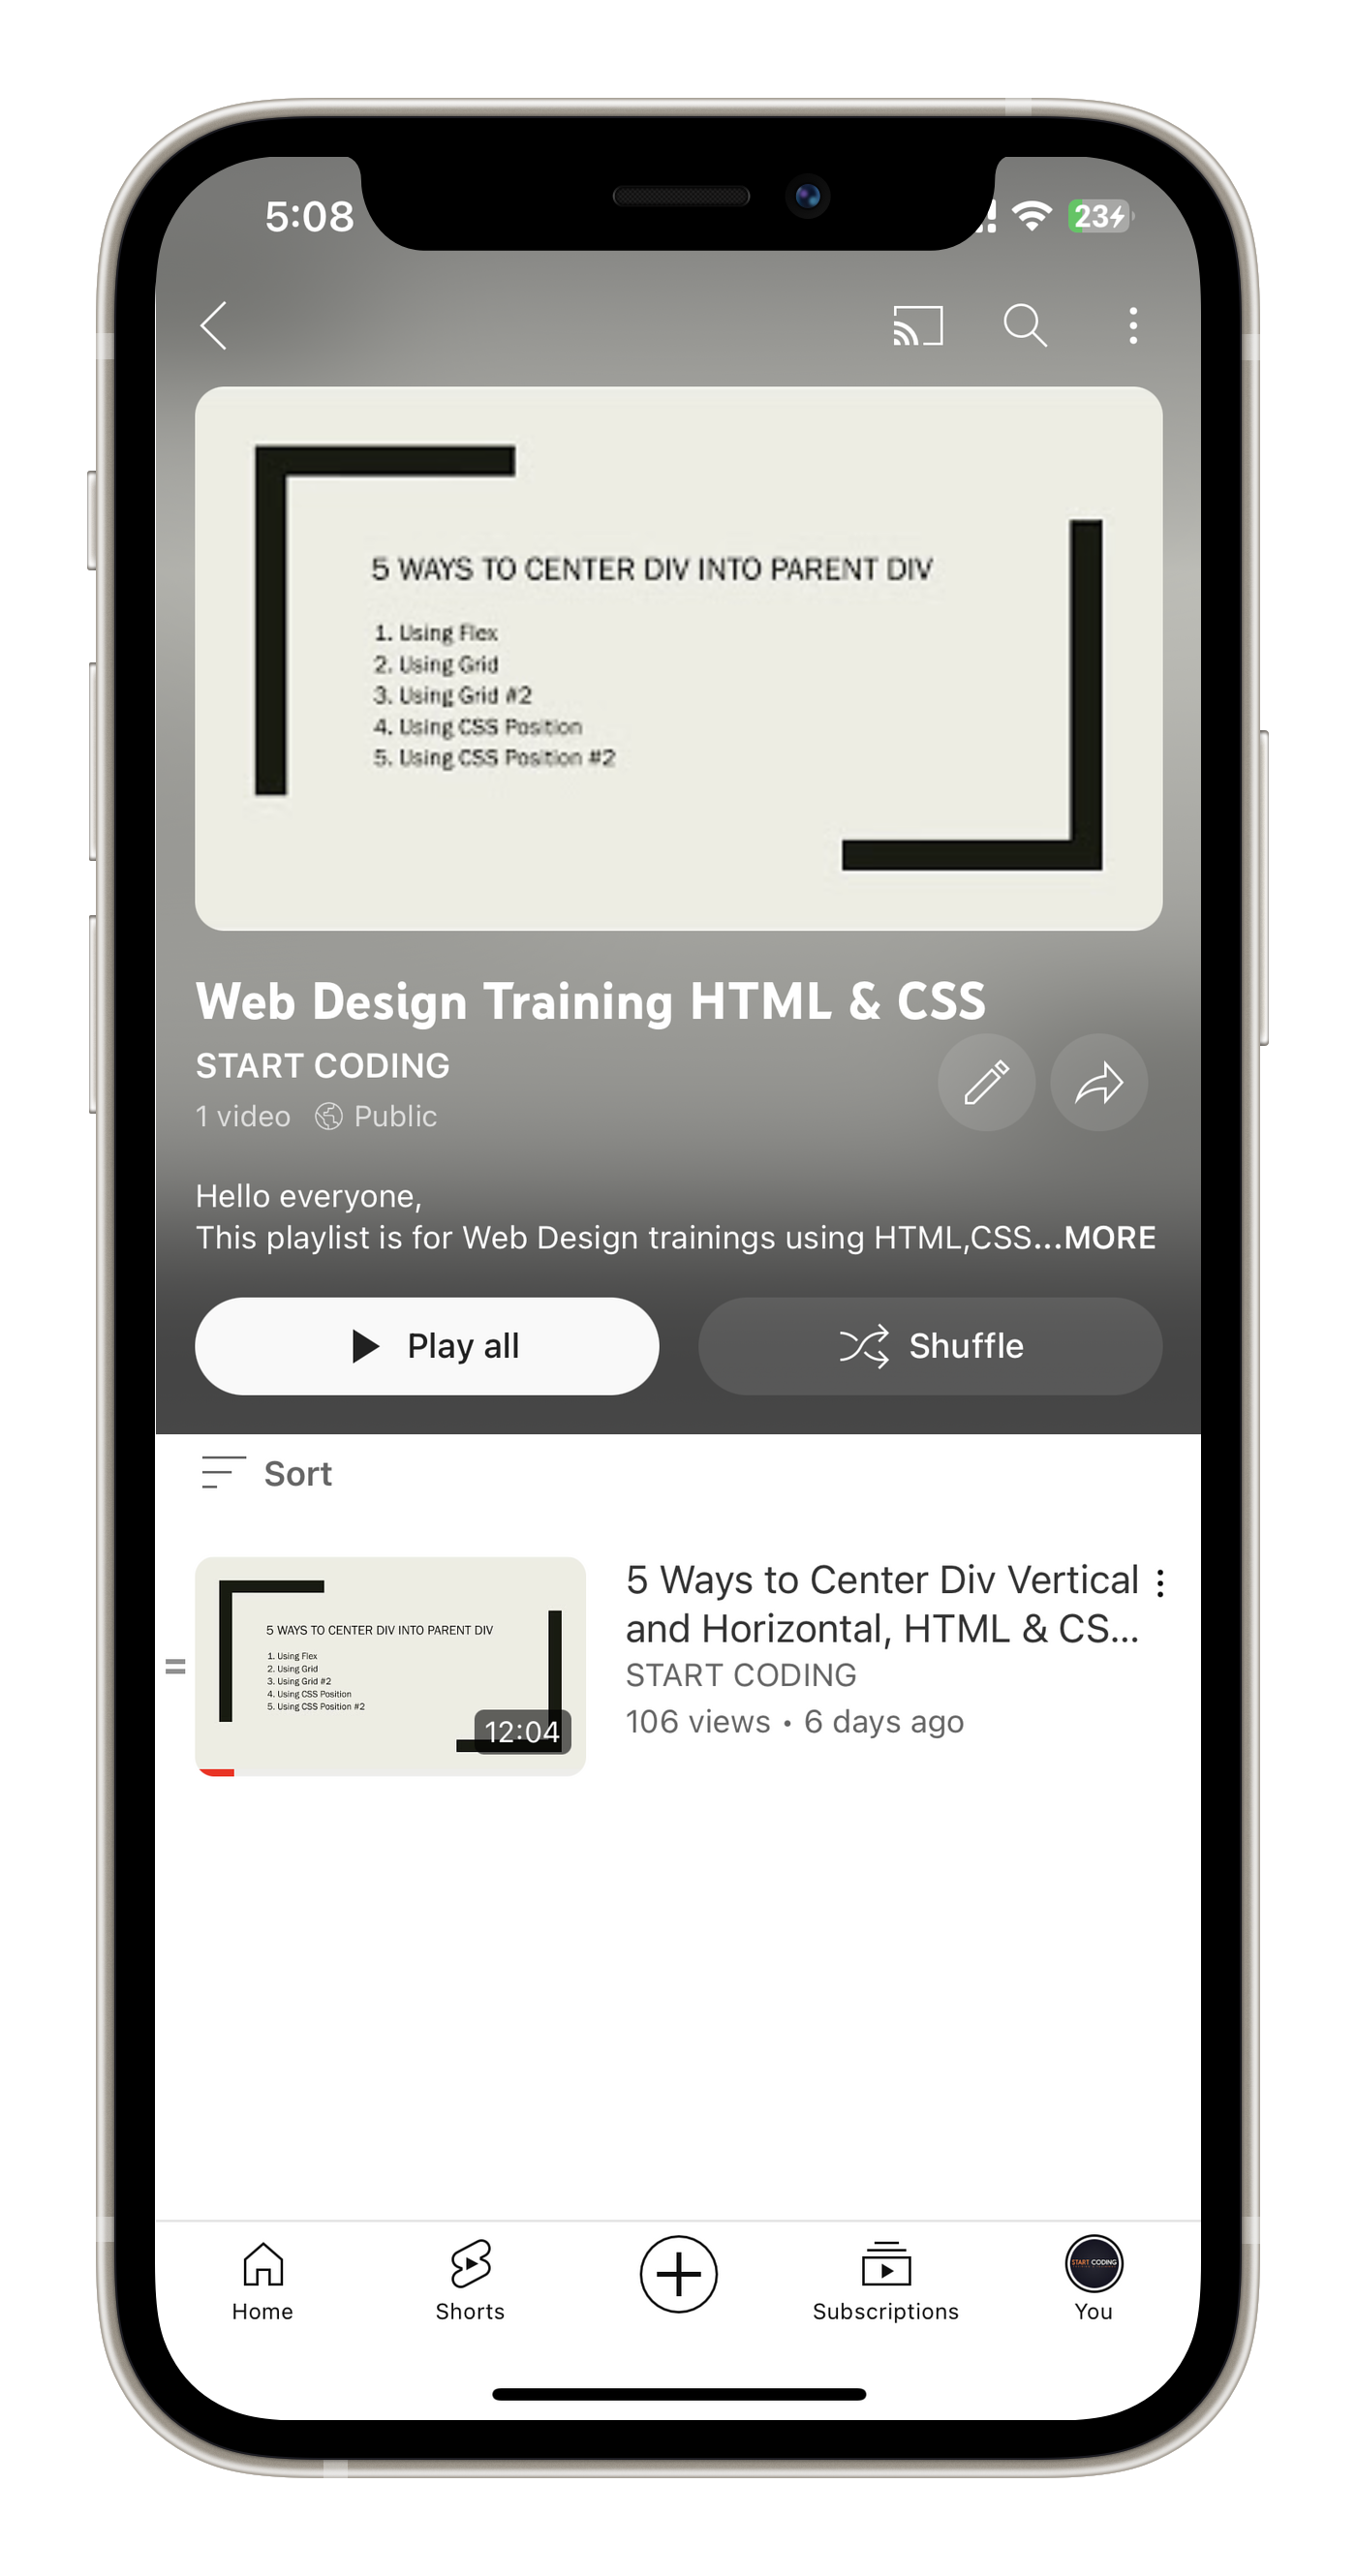 5:08
23
5 WAYS TO CENTER DIV INTO PARENT DIV
1. Using Flex
2. Using Grid
3. Using Grid #2
4. Using CSS Position
5. Using CSS Position #2
Web Design Training HTML & CSS
START CODING
1 video Public
Hello everyone,
This playlist is for Web Design trainings using HTML,CSS...MORE
Play all
Shuffle
Sort
5 WAYS TO CENTER DIV INTO PARENT DIV
1. Using Flex
2. Using Grid
3. Using Grid #2
4. Using CSS Position
5. Using CSS Position #2
12:04
5 Ways to Center Div Vertical
and Horizontal, HTML & CS...
START CODING
106 views • 6 days ago
START CODING
Home
Shorts
Subscriptions
You